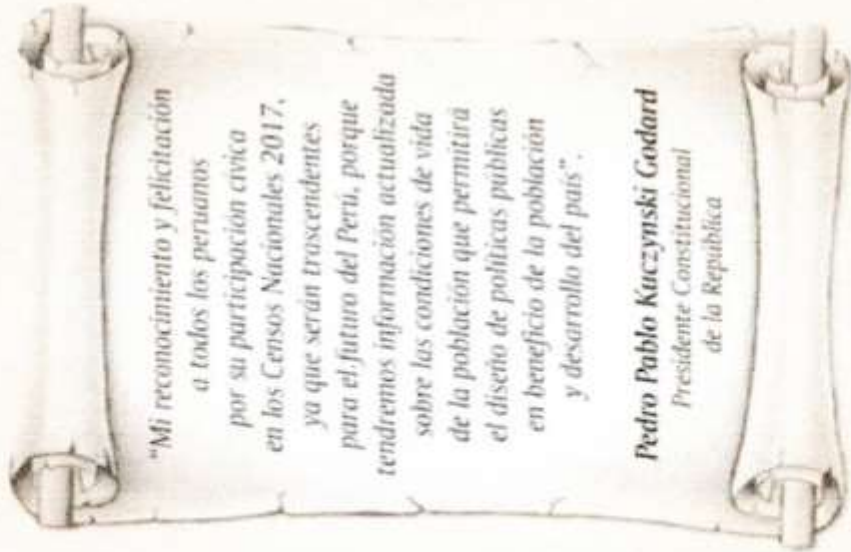 "Mi reconocimiento y felicitación
a todos los peruanos
por su participación cívica
en los Censos Nacionales 2017,
ya que serán trascendentes
para el futuro del Perú, porque
tendremos información actualizada
sobre las condiciones de vida
de la población que permitirá
el diseño de políticas públicas
en beneficio de la población
y desarrollo del país".
Pedro Pablo Kuczynski Godard
Presidente Constitucional
de la República